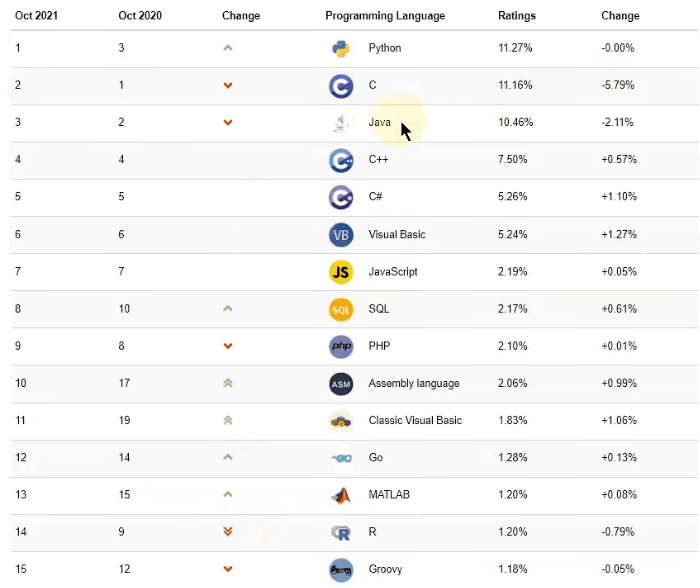 Oct 2021 Oct 2020 Change Programming Language Ratings Change
1 3 Python 11.27% -0.00%
2 1 C C 11.16% -5.79%
3 2 Java 10.46% -2.11%
4 4 C++ 7.50% +0.57%
5 5 C C# 5.26% +1.10%
6 6 VB Visual Basic 5.24% +1.27%
7 7 JS JavaScript 2.19% +0.05%
8 10 SQL SQL 2.17% +0.61%
9 8 php PHP 2.10% +0.01%
10 17 ASM Assembly language 2.06% +0.99%
11 19 Classic Visual Basic 1.83% +1.06%
12 14 GO Go 1.28% +0.13%
13 15 MATLAB 1.20% +0.08%
14 9 R R 1.20% -0.79%
15 12 Groovy 1.18% -0.05%